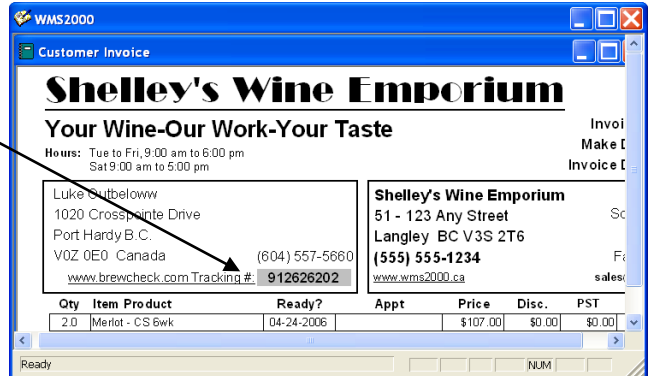 WMS2000
Customer Invoice
Shelley's Wine Emporium
Your Wine-Our Work-Your Taste
Invoi
Hours: Tue to Fri, 9:00 am to 6:00 pm
Make D
Sat 9:00 am to 5:00 pm
Invoice D
Luke Outbeloww
1020 Crosspointe Drive
Port Hardy B.C.
V0Z 0E0 Canada (604) 557-5660
www.brewcheck.com Tracking #: 912626202
Shelley's Wine Emporium
51 - 123 Any Street
Langley BC V3S 2T6
(555) 555-1234
www.wms2000.ca
So
Fa
sales
Qty Item Product Ready? Appt Price Disc. PST
2.0 Merlot - CS 6wk 04-24-2006 $107.00 $0.00 $0.00
Ready NUM